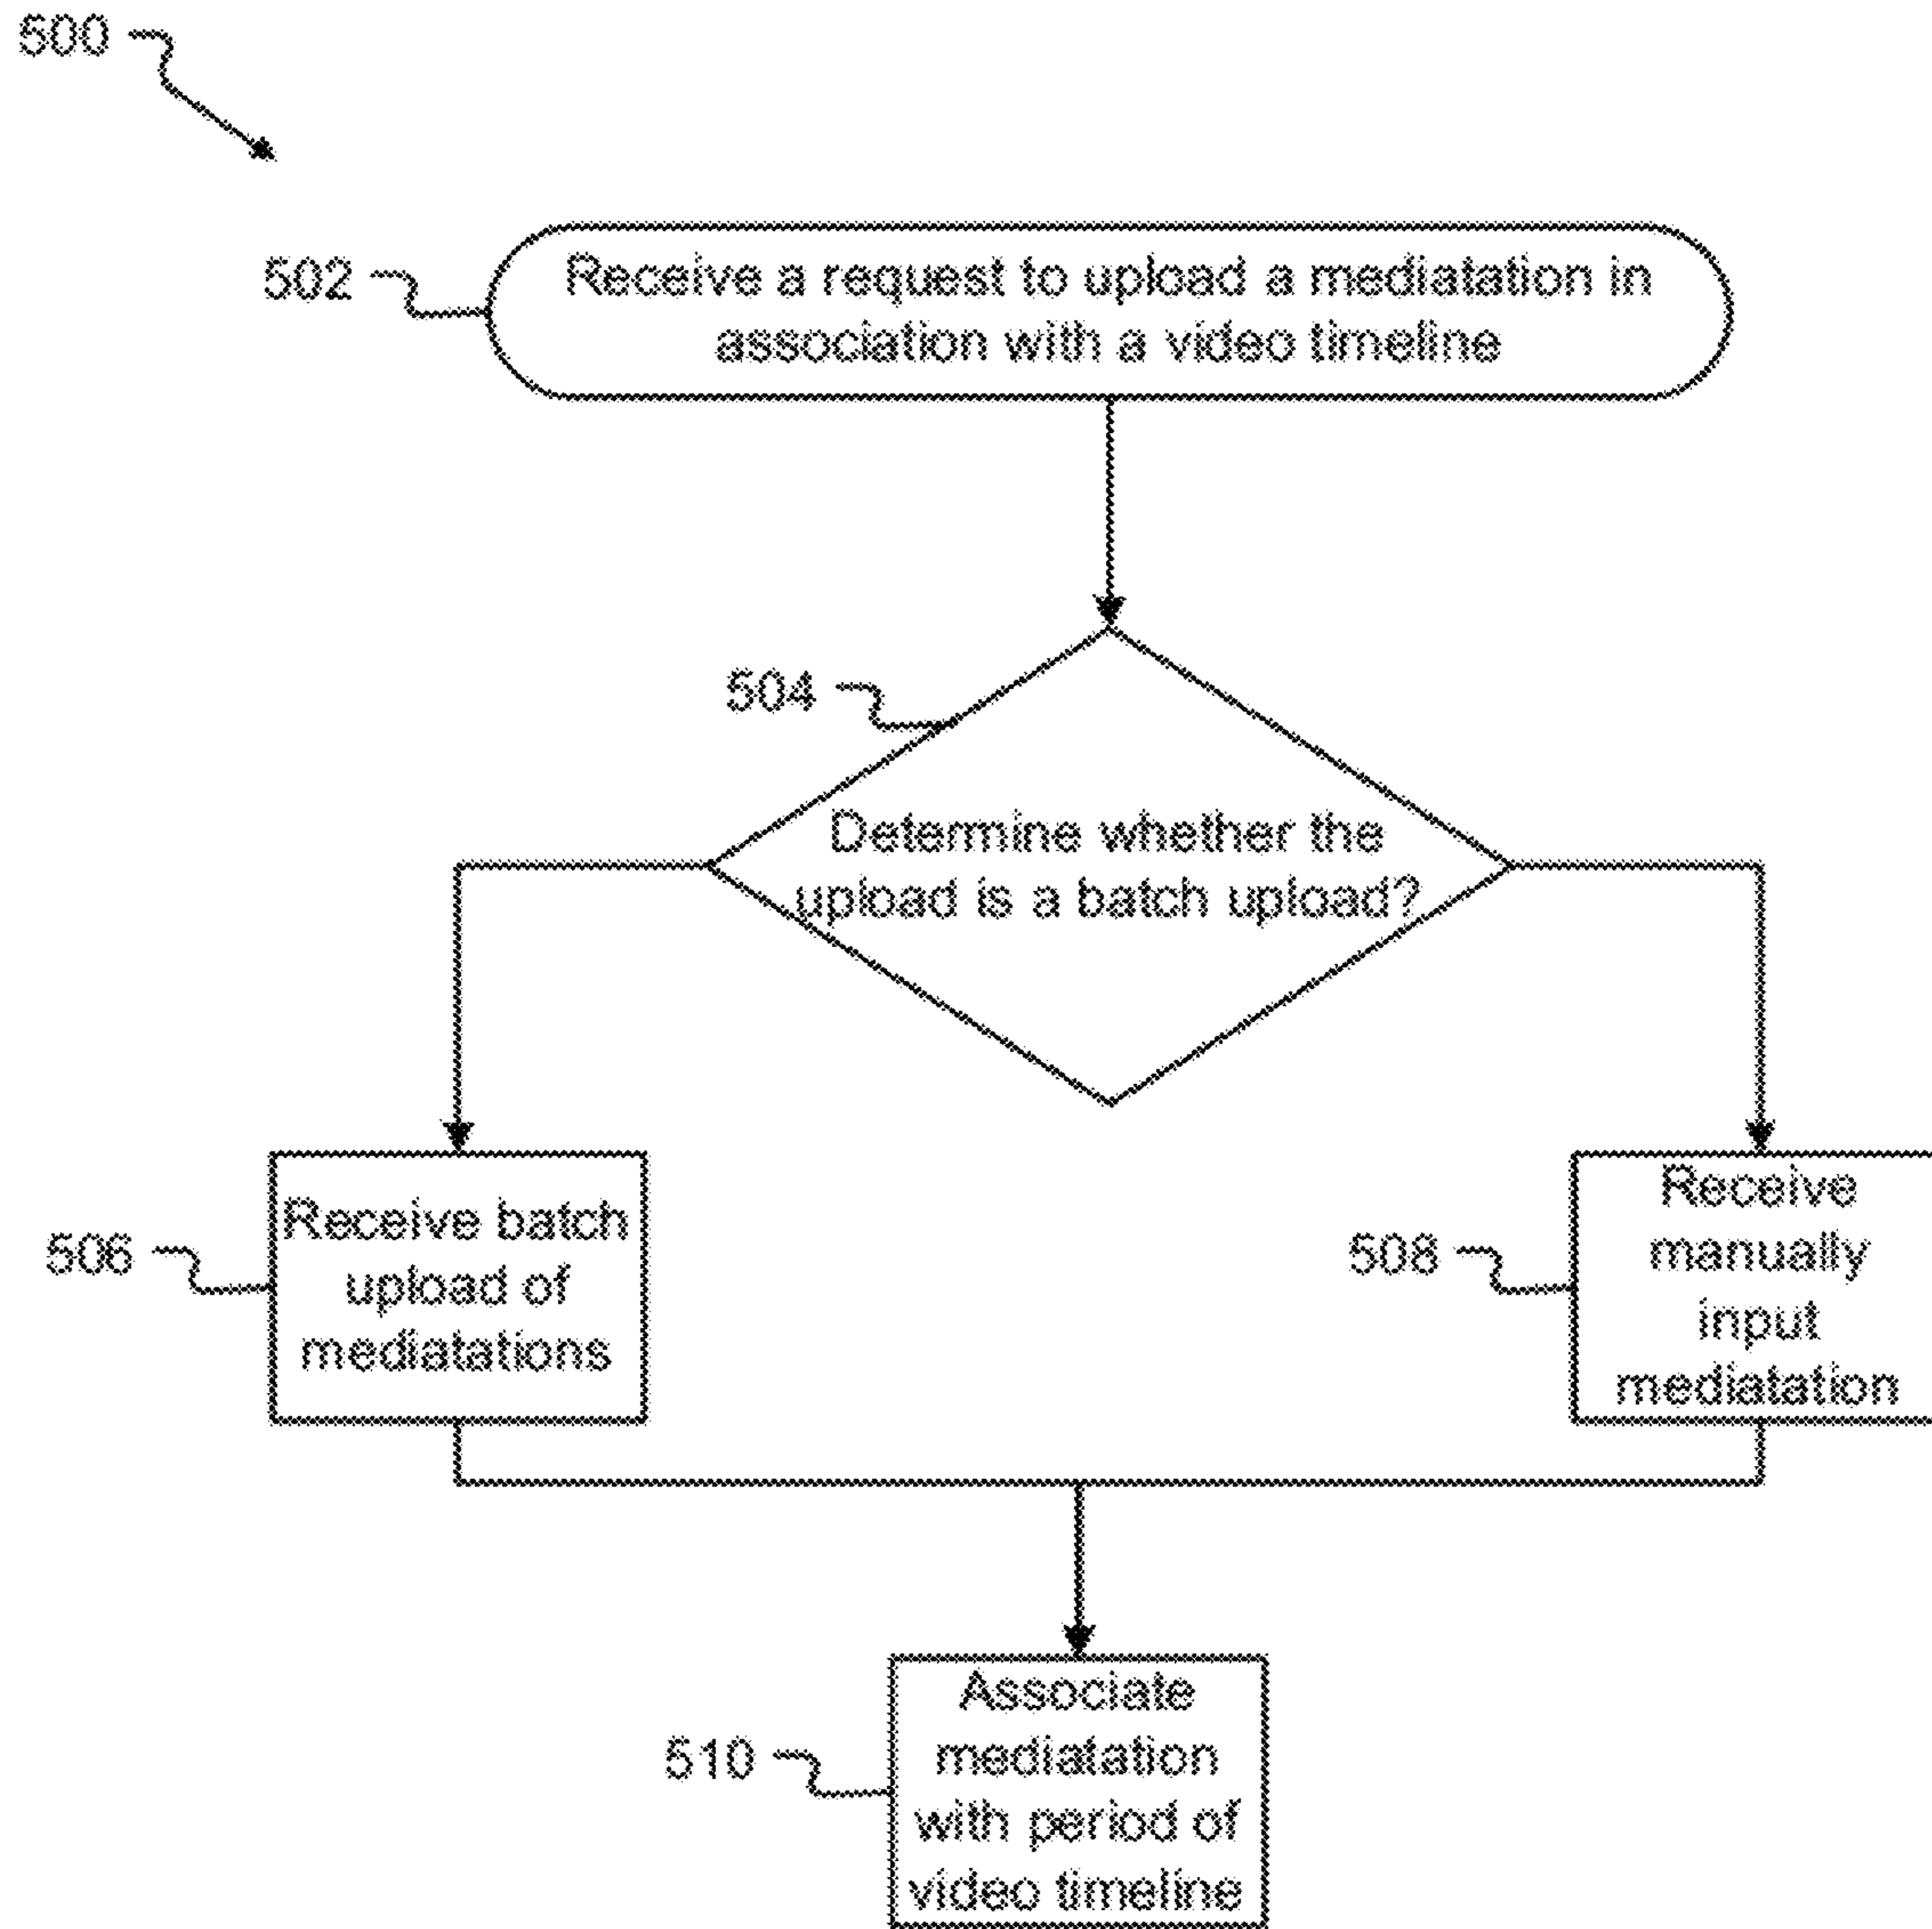 500
502
Receive a request to upload a mediatation in
association with a video timeline
504
Determine whether the
upload is a batch upload?
506
Receive batch
upload of
mediatations
508
Receive
manually
input
mediatation
510
Associate
mediatation
with period of
video timeline